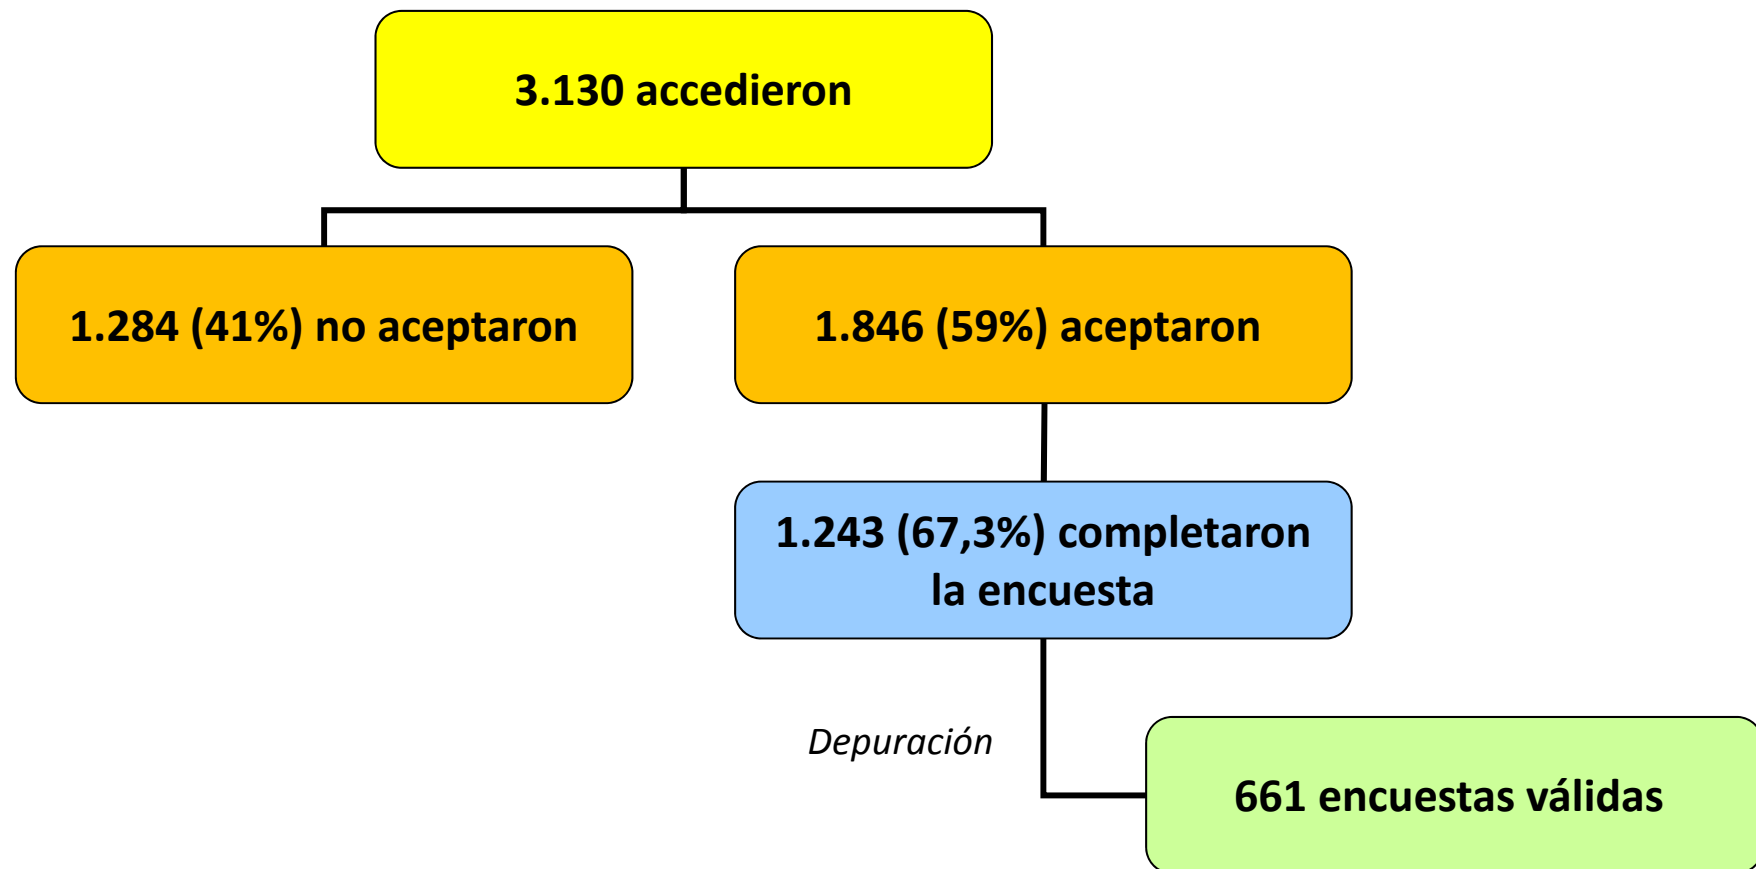 3.130 accedieron
1.284 (41%) no aceptaron
1.846 (59%) aceptaron
1.243 (67,3%) completaron
la encuesta
Depuración
661 encuestas válidas